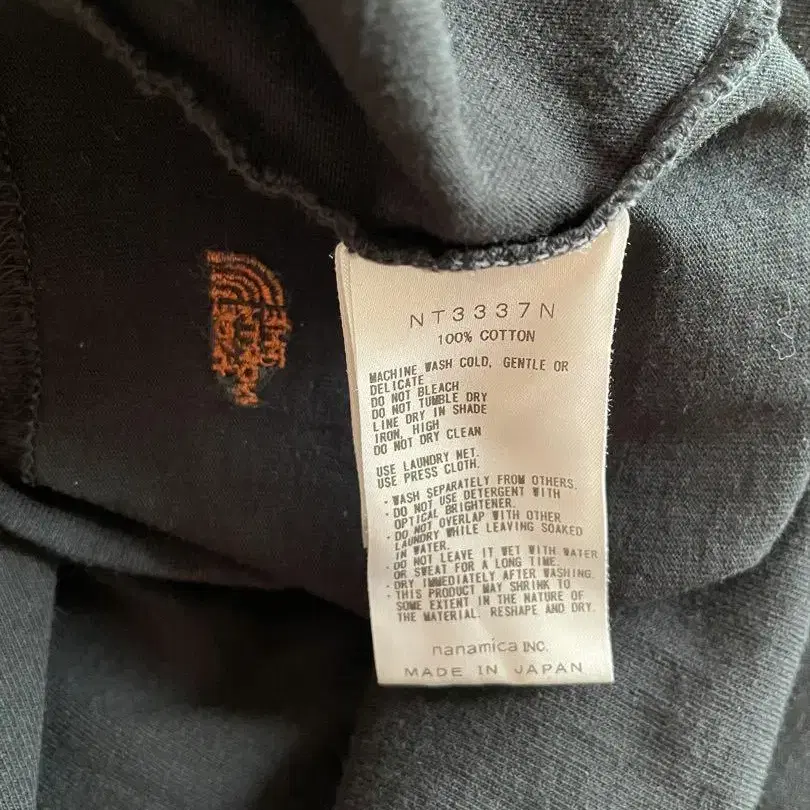 NT3337N
100% COTTON
MACHINE WASH COLD, GENTLE OR
DELICATE
DO NOT BLEACH
DO NOT TUMBLE DRY
LINE DRY IN SHADE
IRON, HIGH
DO NOT DRY CLEAN
USE LAUNDRY NET.
USE PRESS CLOTH.
・WASH SEPARATELY FROM OTHERS.
・DO NOT USE DETERGENT WITH
OPTICAL BRIGHTENER.
・DO NOT OVERLAP WITH OTHER
LAUNDRY WHILE LEAVING SOAKED
IN WATER.
・DO NOT LEAVE IT WET WITH WATER
OR SWEAT FOR A LONG TIME.
・DRY IMMEDIATELY AFTER WASHING.
・THIS PRODUCT MAY SHRINK TO
SOME EXTENT IN THE NATURE OF
THE MATERIAL. RESHAPE AND DRY.
nanamica INC.
MADE IN JAPAN